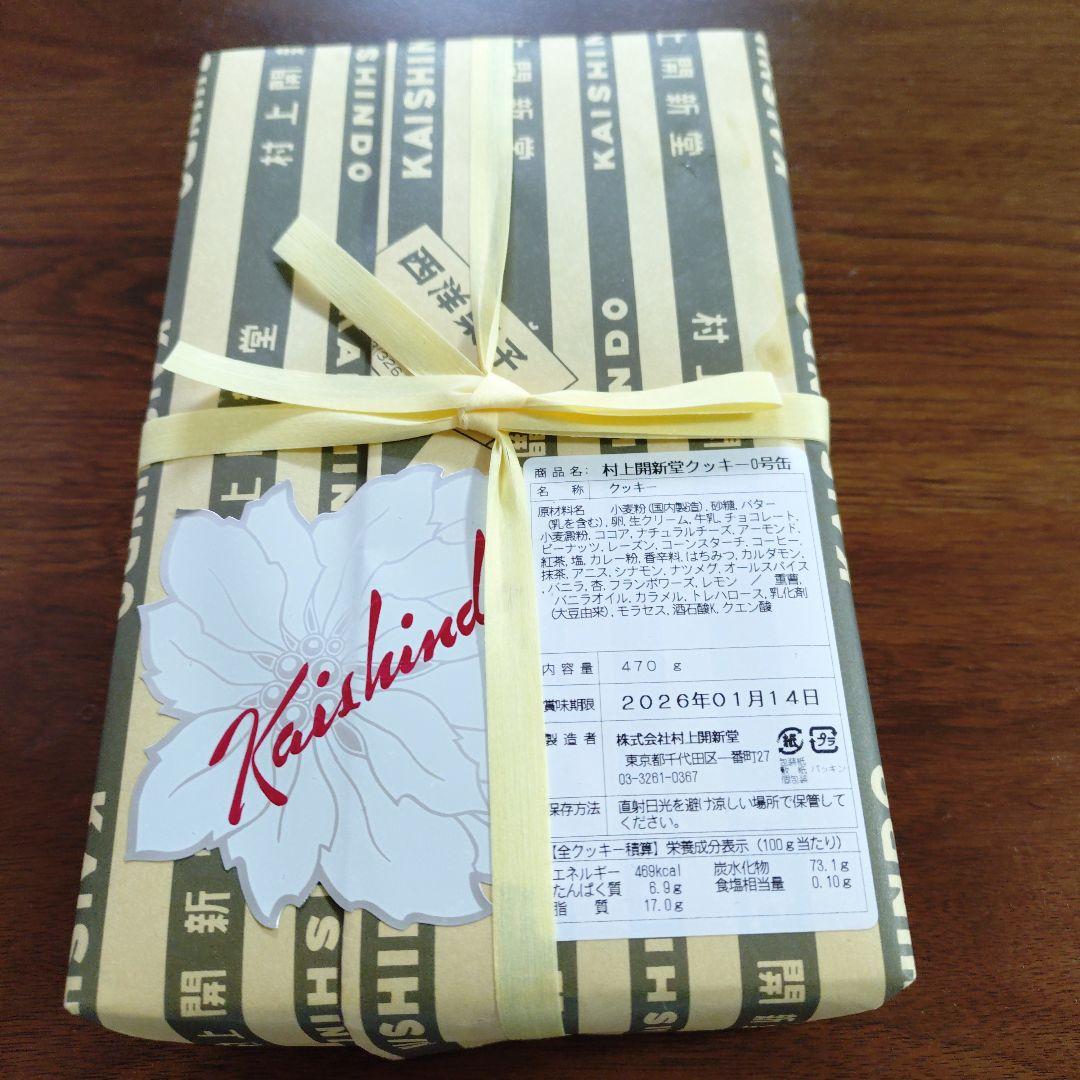 村上開新堂
KAISHINDO
西洋菓子
Kaishind
商品名: 村上開新堂クッキー0号缶
名 称 クッキー
原材料名 小麦粉(国内製造), 砂糖, バター
(乳を含む), 卵, 生クリーム, 牛乳, チョコレート,
小麦澱粉, ココア, ナチュラルチーズ, アーモンド,
ピーナッツ, レーズン, コーンスターチ, コーヒー,
紅茶, 塩, カレー粉, 香辛料, はちみつ, カルダモン,
抹茶, アニス, シナモン, ナツメグ, オールスパイス
, バニラ, 杏, フランボワーズ, レモン / 重曹,
バニラオイル, カラメル, トレハロース, 乳化剤
(大豆由来), モラセス, 酒石酸K, クエン酸
内容量 470 g
賞味期限 2026年01月14日
製造者 株式会社村上開新堂
東京都千代田区一番町27
03-3261-0367
紙 プラ
包装紙
敷 紙 パッキン
個包装
保存方法 直射日光を避け涼しい場所で保管して
ください。
【全クッキー積算】栄養成分表示(100g当たり)
エネルギー 469kcal 炭水化物 73.1g
たんぱく質 6.9g 食塩相当量 0.10g
脂 質 17.0g